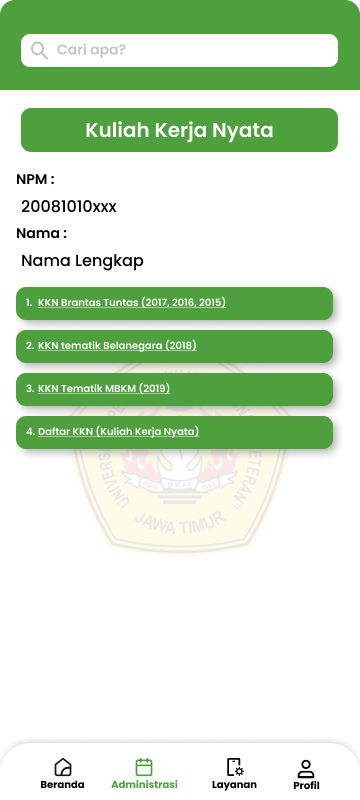 Cari apa?
Kuliah Kerja Nyata
NPM :
20081010xxx
Nama :
Nama Lengkap
1. KKN Brantas Tuntas (2017, 2016, 2015)
2. KKN tematik Belanegara (2018)
3. KKN Tematik MBKM (2019)
4. Daftar KKN (Kuliah Kerja Nyata)
JAWA TIMUR
Beranda
Administrasi
Layanan
Profil